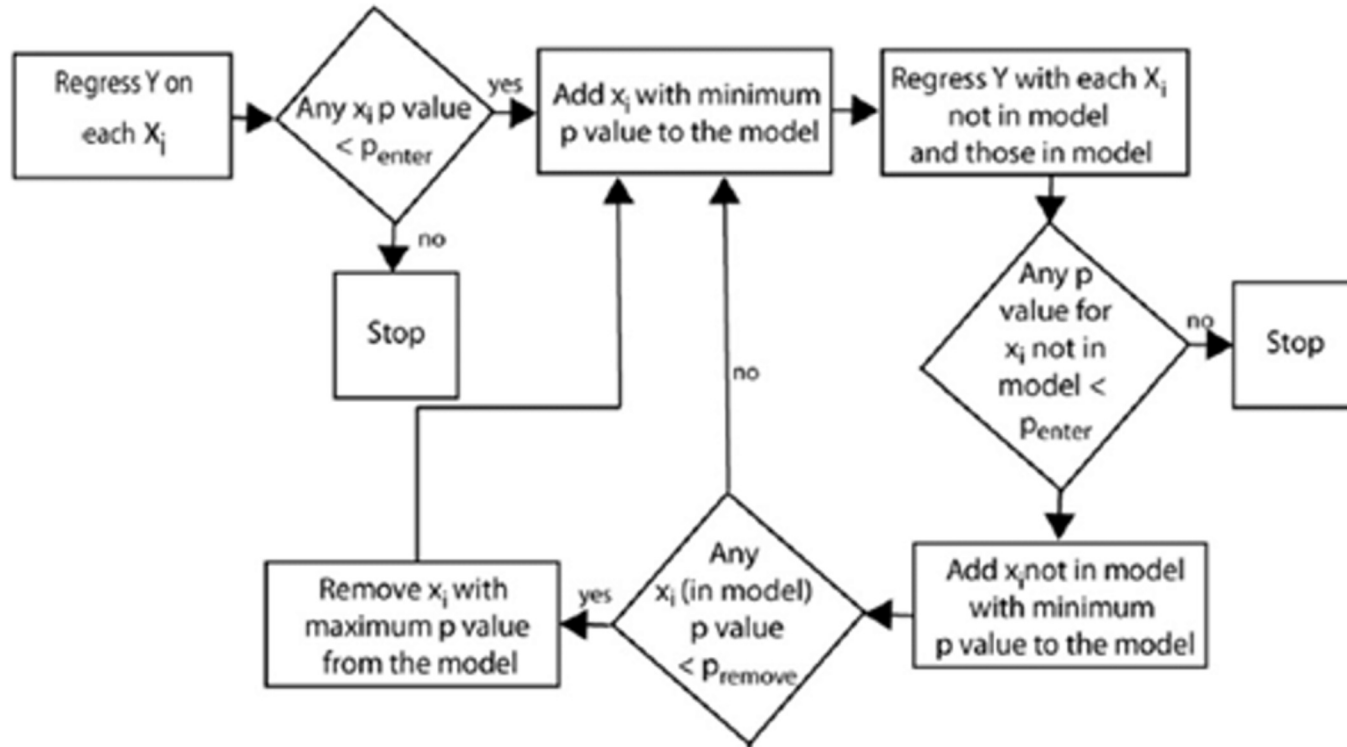 Regress Y on
each X_i
Any x_i p value
< p_enter
yes
no
Stop
Add x_i with minimum
p value to the model
Regress Y with each X_i
not in model
and those in model
Any p
value for
x_i not in
model <
p_enter
no
Stop
Add x_i not in model
with minimum
p value to the model
Any
x_i (in model)
p value
< p_remove
no
yes
Remove x_i with
maximum p value
from the model